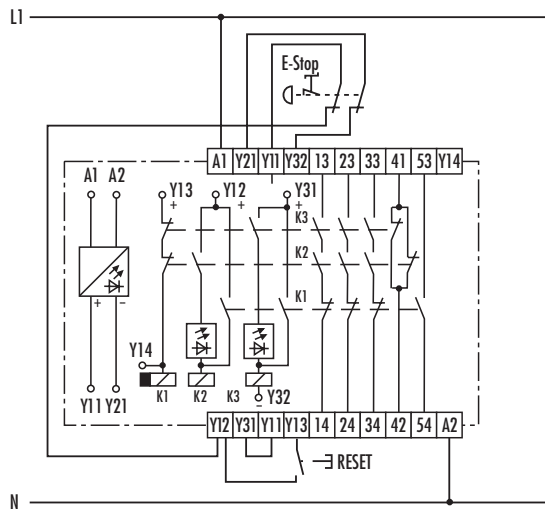 L1
E-Stop
A1 Y21 Y11 Y32 13 23 33 41 53 Y14
A1 A2 Y13 Y12 Y31
+ + +
K3
K2
+ − K1
Y14
Y11 Y21 K1 K2 K3 − Y32
Y12 Y31 Y11 Y13 14 24 34 42 54 A2
RESET
N